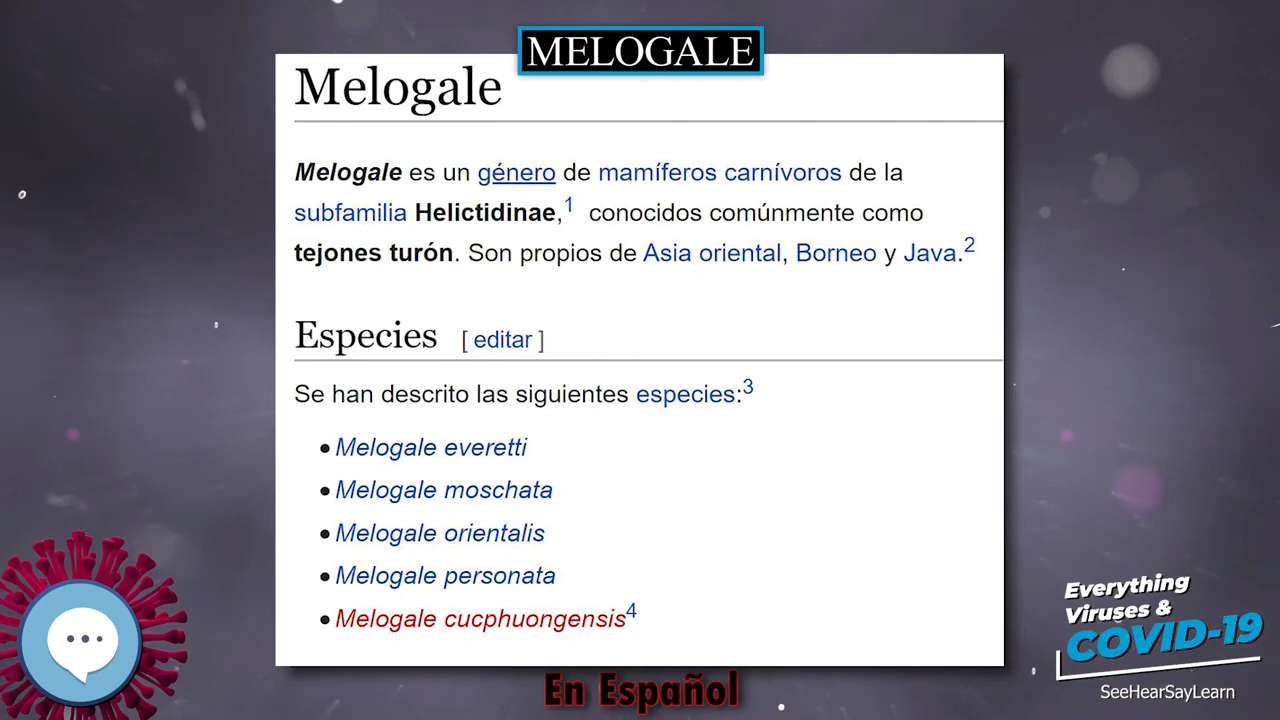 MELOGALE
Melogale
Melogale es un género de mamíferos carnívoros de la
subfamilia Helictidinae,1 conocidos comúnmente como
tejones turón. Son propios de Asia oriental, Borneo y Java.2
Especies [ editar ]
Se han descrito las siguientes especies:3
• Melogale everetti
• Melogale moschata
• Melogale orientalis
• Melogale personata
• Melogale cucphuongensis4
Everything
Viruses &
COVID-19
SeeHearSayLearn
En Español